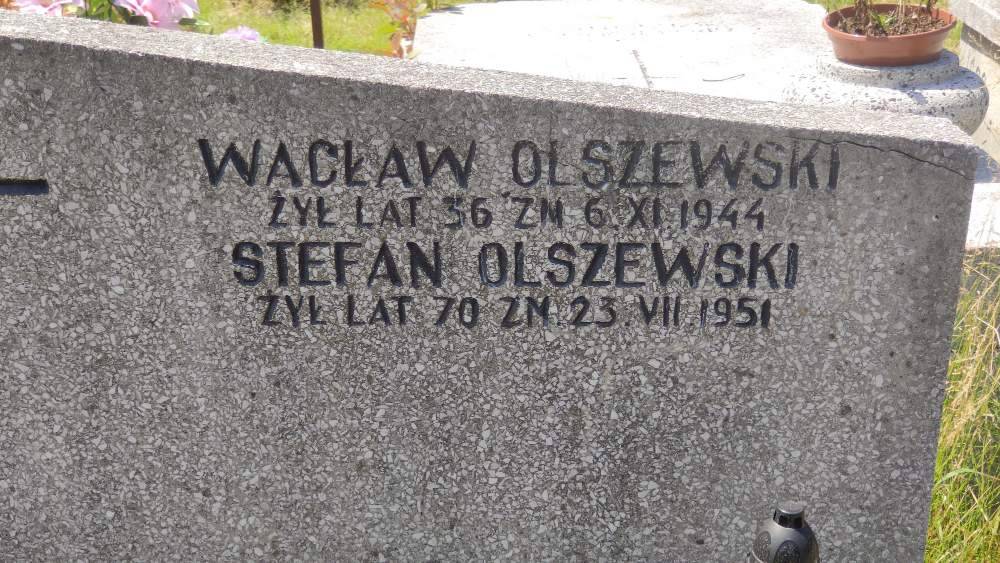 WACŁAW OLSZEWSKI
ŻYŁ LAT 36 ZM 6.XI.1944
STEFAN OLSZEWSKI
ŻYŁ LAT 70 ZM.23.VII.1951